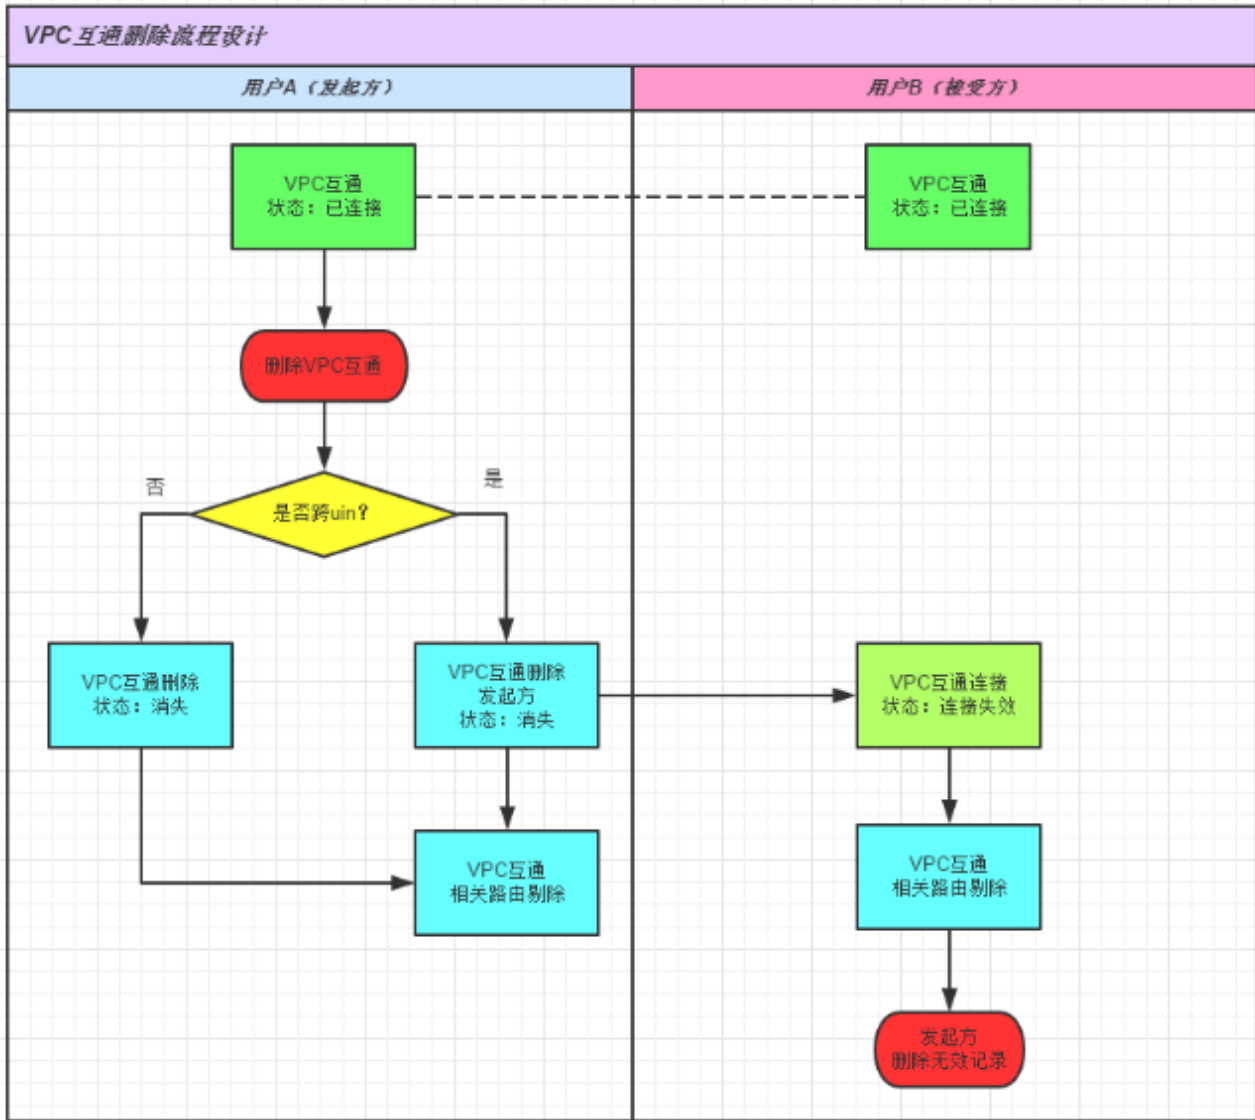 VPC互通删除流程设计
用户A（发起方）
用户B（接受方）
VPC互通
状态：已连接
VPC互通
状态：已连接
删除VPC互通
否
是
是否跨uin？
VPC互通删除
状态：消失
VPC互通删除
发起方
状态：消失
VPC互通连接
状态：连接失效
VPC互通
相关路由剔除
VPC互通
相关路由剔除
发起方
删除无效记录